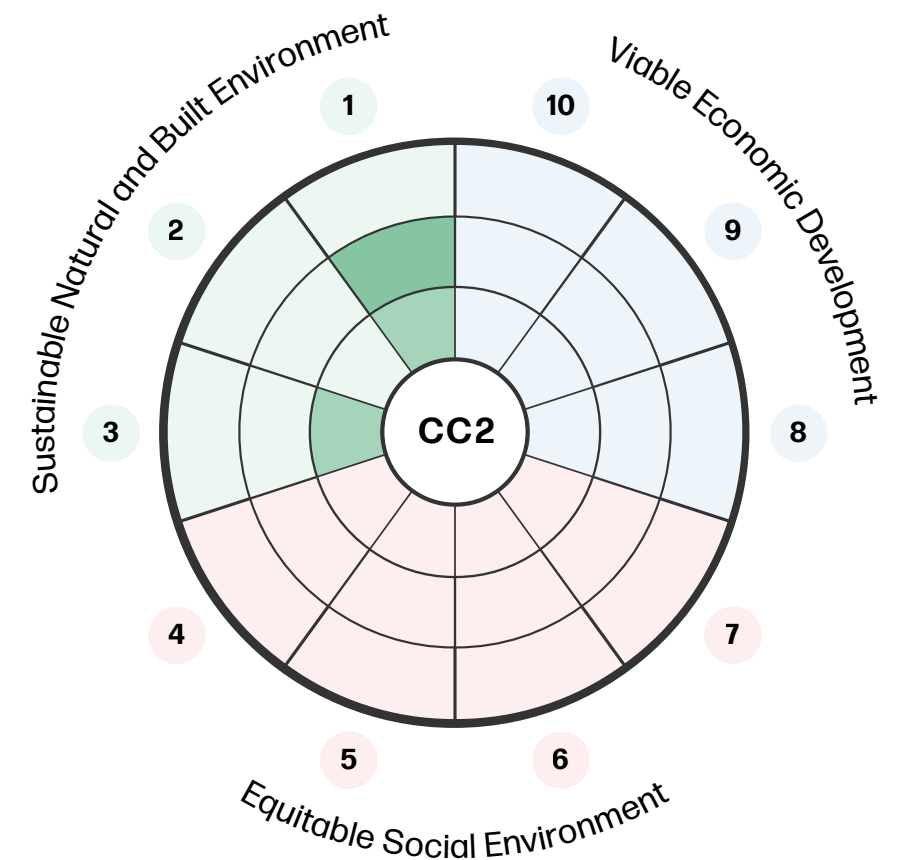 Sustainable Natural and Built Environment
Viable Economic Development
1
10
2
9
3
CC2
8
4
7
5
6
Equitable Social Environment